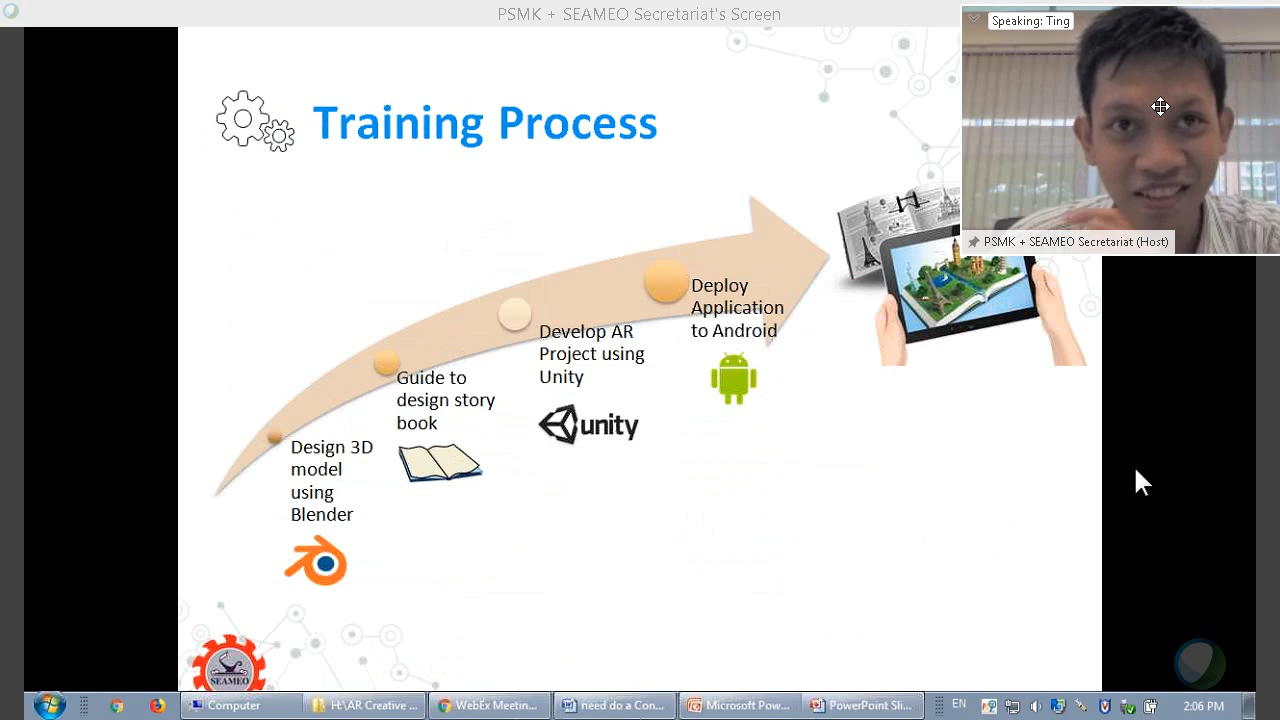 PSMK + SEAMEO Secretariat's Screen
Speaking: Ting
PSMK + SEAMEO Secretariat (Host)
Training Process
Deploy
Application
to Android
Develop AR
Project using
Unity
unity
Guide to
design story
book
Design 3D
model
using
Blender
SEAMEO
Computer
H:\AR Creative ...
WebEx Meetin...
need do a Con...
Microsoft Pow...
PowerPoint Sli...
EN
2:06 PM